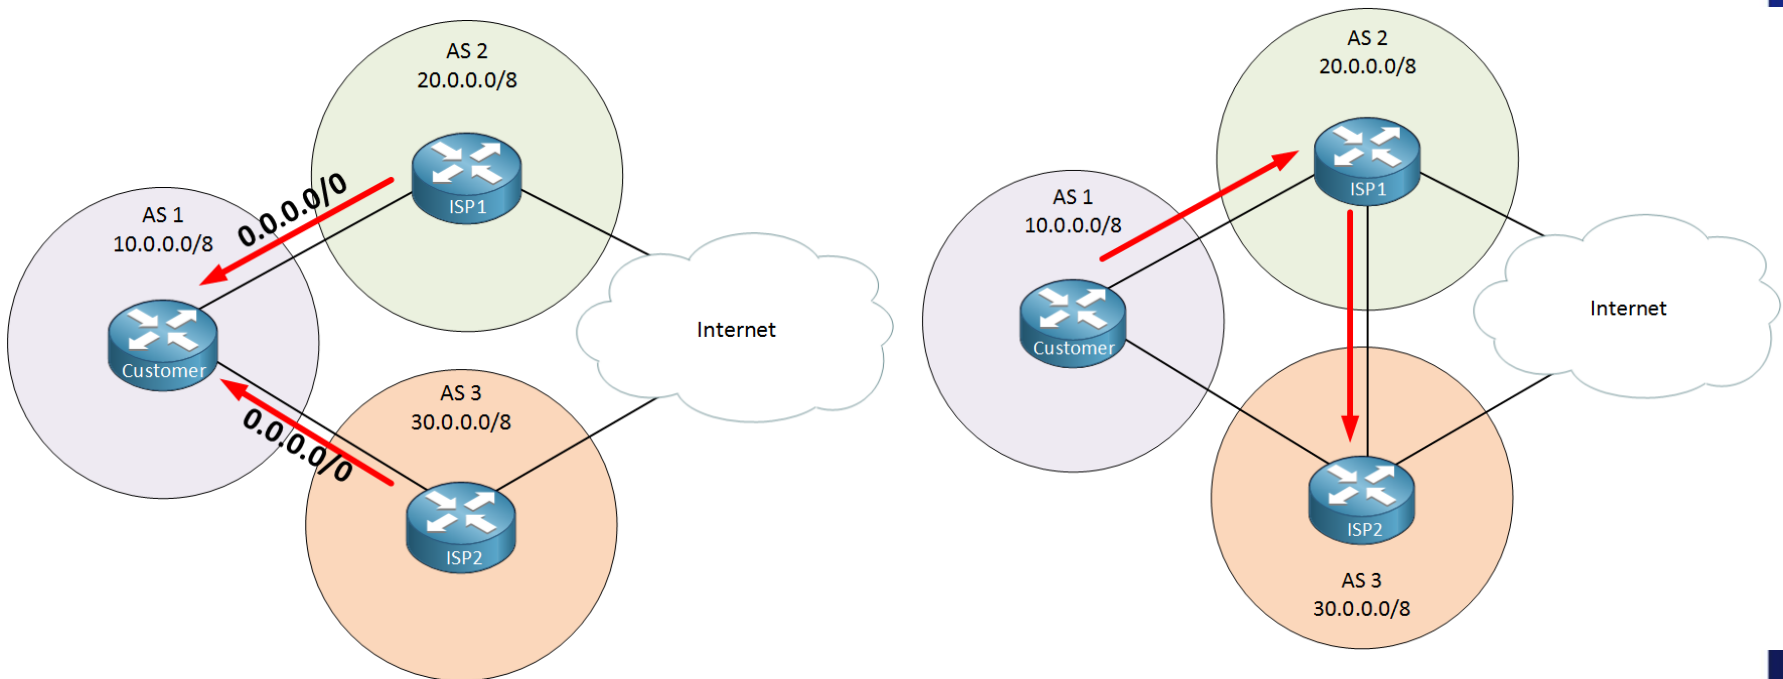 AS 2
20.0.0.0/8
ISP1
0.0.0.0/0
AS 1
10.0.0.0/8
Customer
0.0.0.0/0
AS 3
30.0.0.0/8
ISP2
Internet
AS 2
20.0.0.0/8
ISP1
AS 1
10.0.0.0/8
Customer
Internet
ISP2
AS 3
30.0.0.0/8